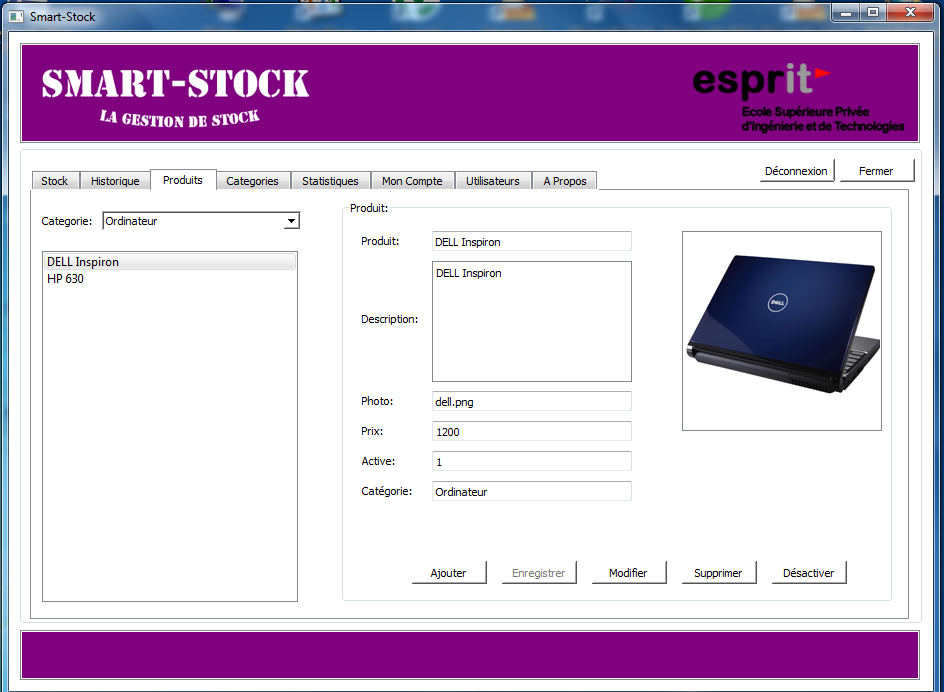 Smart-Stock
SMART-STOCK
LA GESTION DE STOCK
esprit
Ecole Supérieure Privée
d'Ingénierie et de Technologies
Déconnexion
Fermer
Stock
Historique
Produits
Categories
Statistiques
Mon Compte
Utilisateurs
A Propos
Categorie:
Ordinateur
DELL Inspiron
HP 630
Produit:
Produit:
DELL Inspiron
Description:
DELL Inspiron
Photo:
dell.png
Prix:
1200
Active:
1
Catégorie:
Ordinateur
DELL
Ajouter
Enregistrer
Modifier
Supprimer
Désactiver